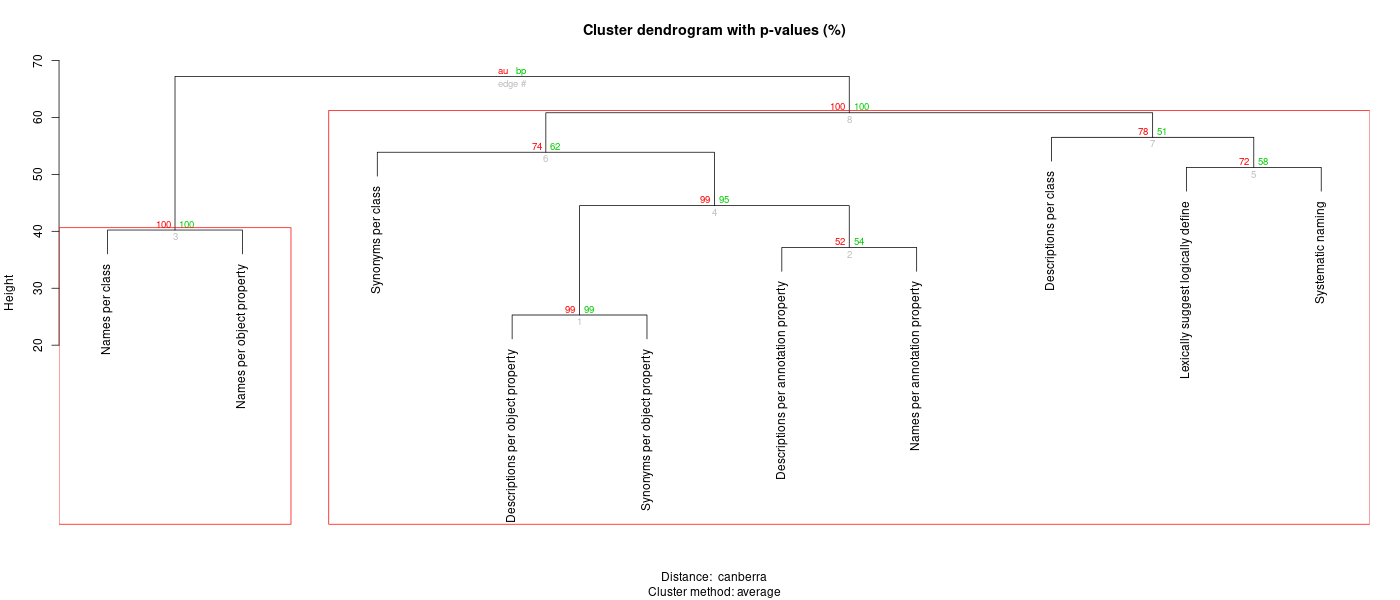 Cluster dendrogram with p-values (%)
70
60
50
40
30
20
Height
au bp
edge #
100 100
8
78 51
7
74 62
6
72 58
5
99 95
4
100 100
3
52 54
2
99 99
1
Names per class
Names per object property
Synonyms per class
Descriptions per object property
Synonyms per object property
Descriptions per annotation property
Names per annotation property
Descriptions per class
Lexically suggest logically define
Systematic naming
Distance: canberra
Cluster method: average